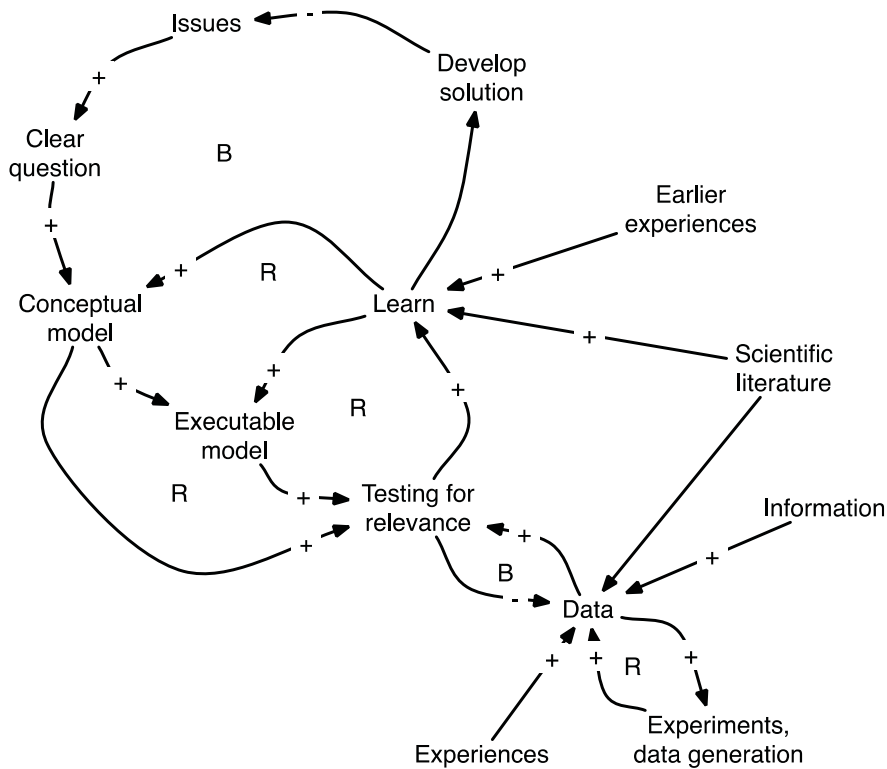 Issues
-
Develop
solution
+
Clear
question
B
+
Earlier
experiences
+
R
+
Conceptual
model
Learn
+
Scientific
literature
+
+
+
Executable
model
R
R
+
Testing for
relevance
Information
+
+
+
B
-
Data
+
+
R
+
Experiences
Experiments,
data generation